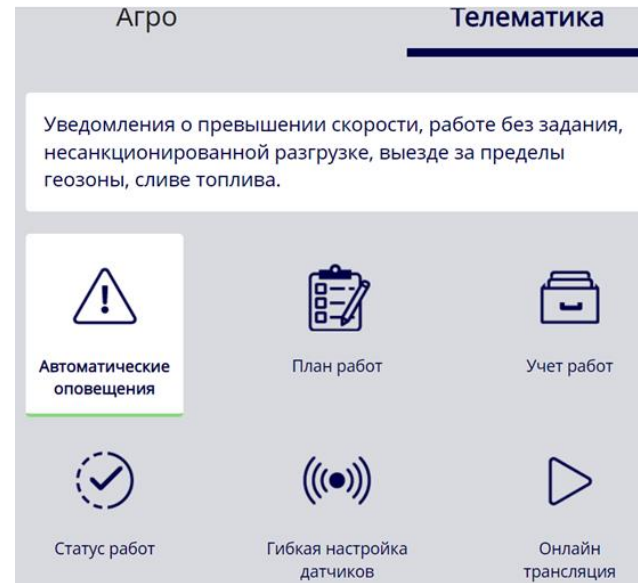 Агро
Телематика
Уведомления о превышении скорости, работе без задания,
несанкционированной разгрузке, выезде за пределы
геозоны, сливе топлива.
Автоматические
оповещения
План работ
Учет работ
Статус работ
Гибкая настройка
датчиков
Онлайн
трансляция